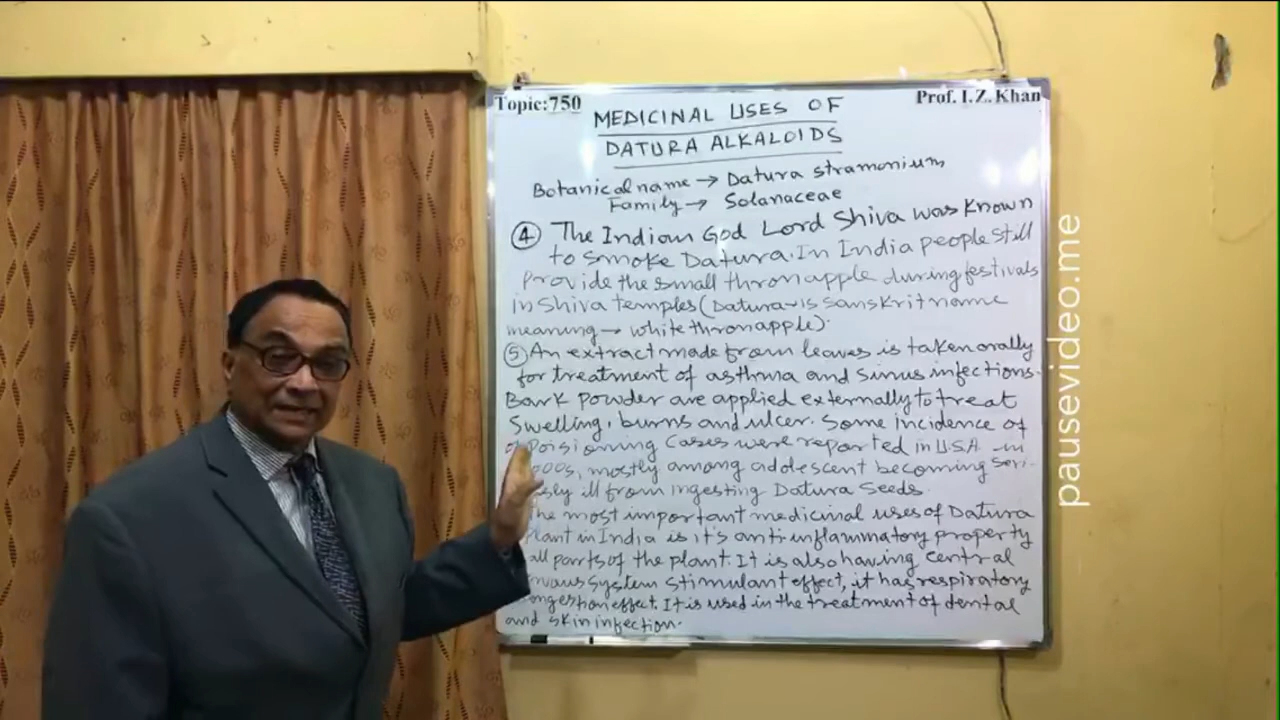 Topic:750
Prof. I.Z. Khan
MEDICINAL USES OF
DATURA ALKALOIDS
Botanical name → Datura stramonium
Family → Solanaceae
④ The Indian God Lord Shiva was known
to smoke Datura. In India people still
Provide the small thronapple during festivals
in Shiva temples (Datura-is Sanskrit name
meaning → white thronapple).
⑤ An extract made from leaves is taken orally
for treatment of asthma and sinus infections.
Bark powder are applied externally to treat
Swelling, burns and ulcer. Some incidence of
Poisioning cases were reported in U.S.A in
000s, mostly among adolescent becoming seri-
sly ill from ingesting Datura Seeds.
The most important medicinal uses of Datura
Plant in India is it's anti-inflammatory property
all parts of the plant. It is also having central
System stimulant effect, it has respiratory
effect. It is used in the treatment of dental
and skin infection.
pausevideo.me